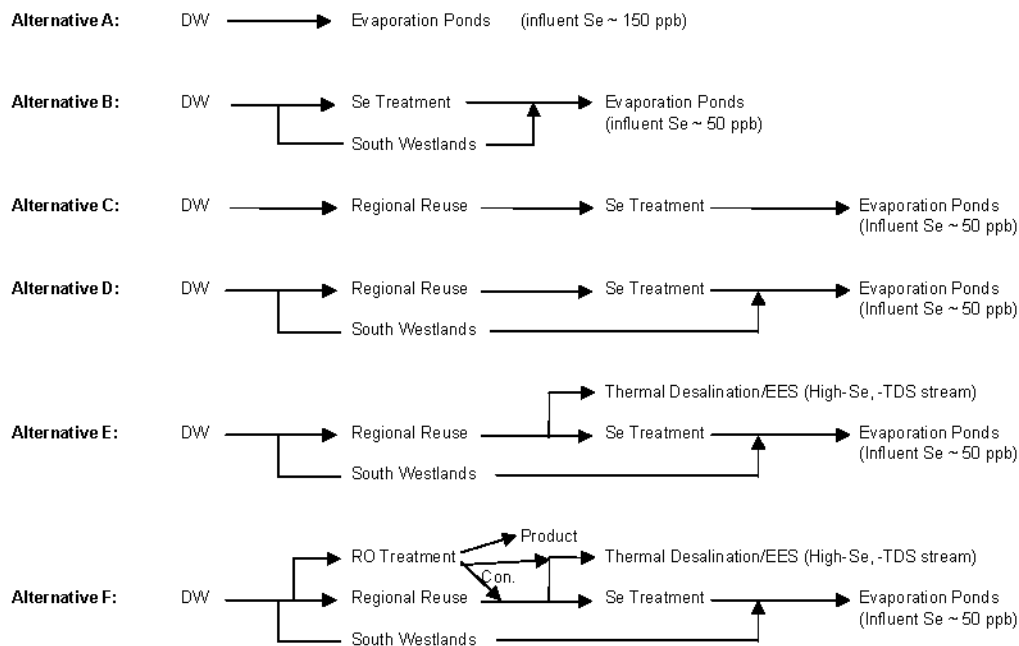 Alternative A: DW Evaporation Ponds (influent Se ~ 150 ppb)
Alternative B: DW Se Treatment Evaporation Ponds
(influent Se ~ 50 ppb)
South Westlands
Alternative C: DW Regional Reuse Se Treatment Evaporation Ponds
(Influent Se ~ 50 ppb)
Alternative D: DW Regional Reuse Se Treatment Evaporation Ponds
(Influent Se ~ 50 ppb)
South Westlands
Thermal Desalination/EES (High-Se, -TDS stream)
Alternative E: DW Regional Reuse Se Treatment Evaporation Ponds
(Influent Se ~ 50 ppb)
South Westlands
Product
RO Treatment Thermal Desalination/EES (High-Se, -TDS stream)
Con.
Alternative F: DW Regional Reuse Se Treatment Evaporation Ponds
(Influent Se ~ 50 ppb)
South Westlands